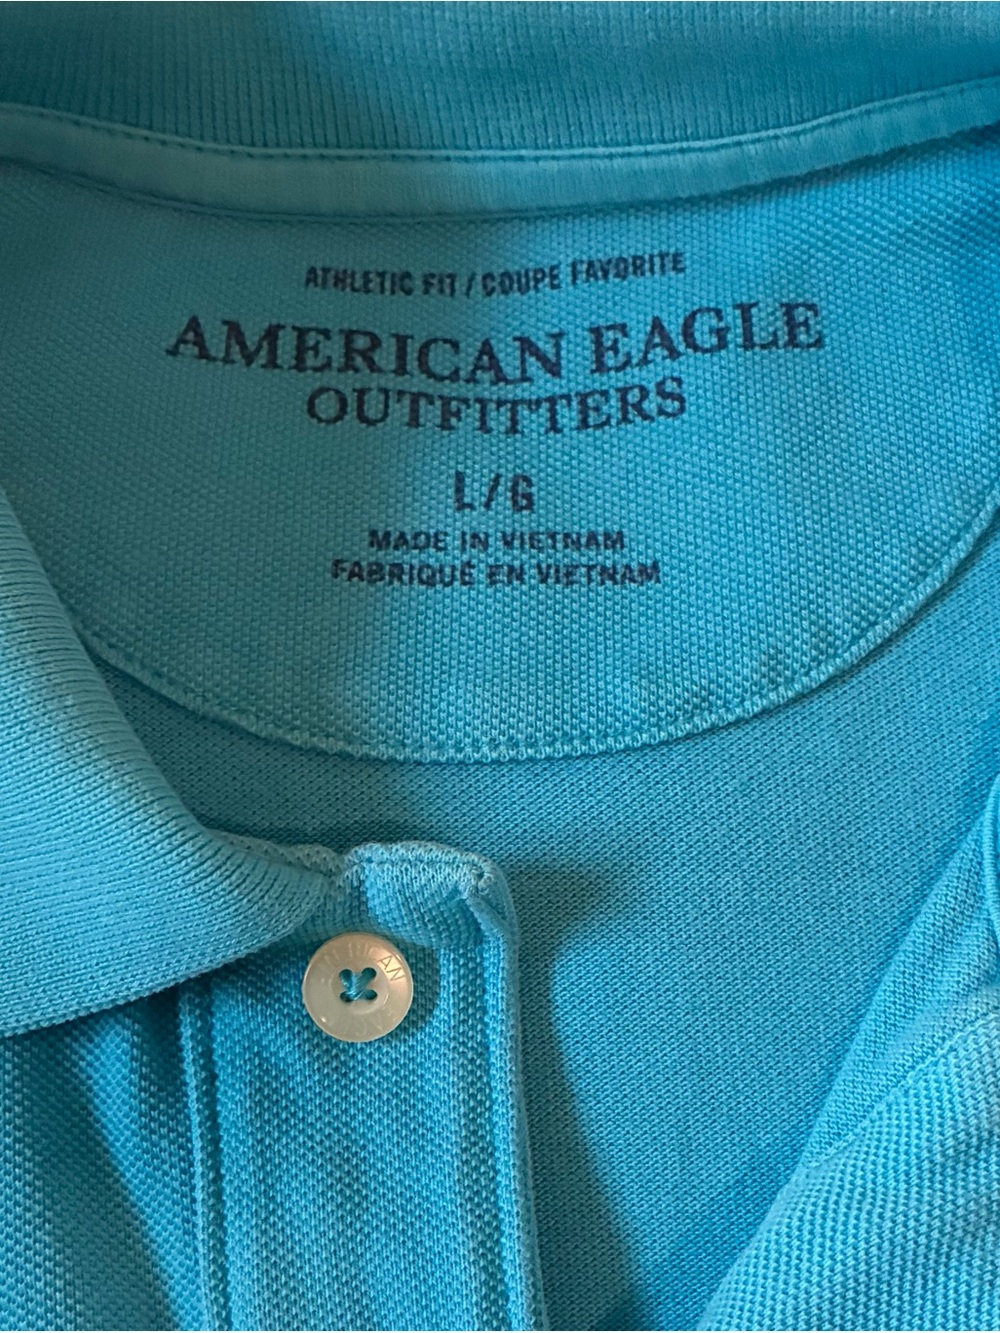 ATHLETIC FIT / COUPE FAVORITE
AMERICAN EAGLE
OUTFITTERS
L/G
MADE IN VIETNAM
FABRIQUÉ EN VIETNAM